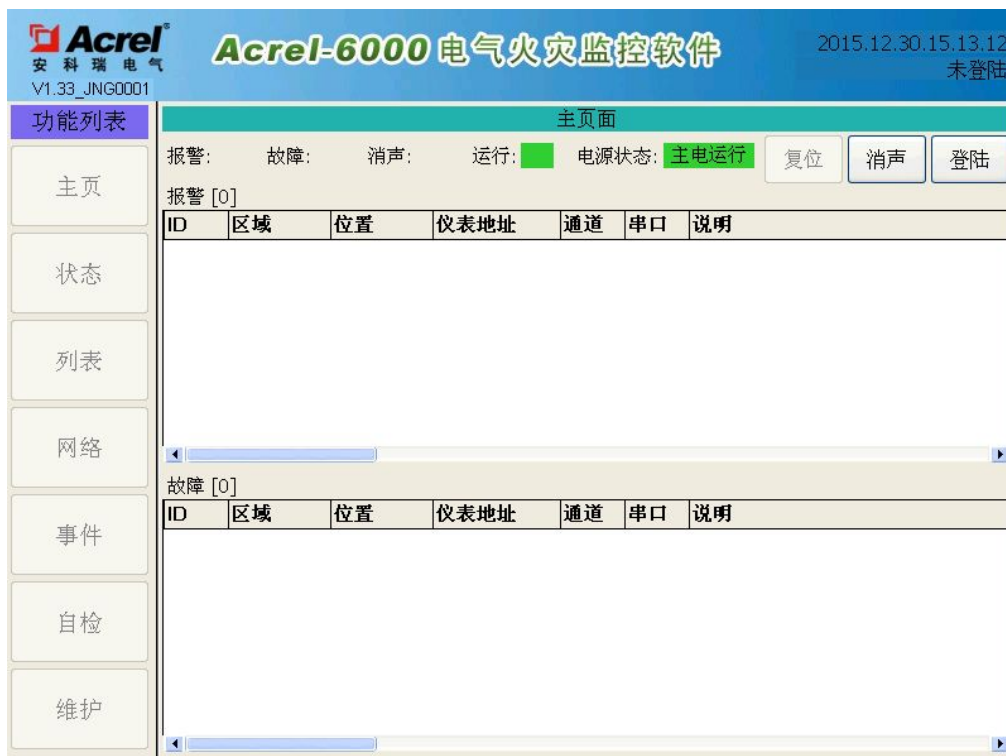 Acrel®
安科瑞电气
V1.33_JNG0001
Acrel-6000电气火灾监控软件
2015.12.30.15.13.12
未登陆
功能列表
主页
状态
列表
网络
事件
自检
维护
主页面
报警: 故障: 消声: 运行: 电源状态: 主电运行 复位 消声 登陆
报警 [0]
ID 区域 位置 仪表地址 通道 串口 说明
故障 [0]
ID 区域 位置 仪表地址 通道 串口 说明